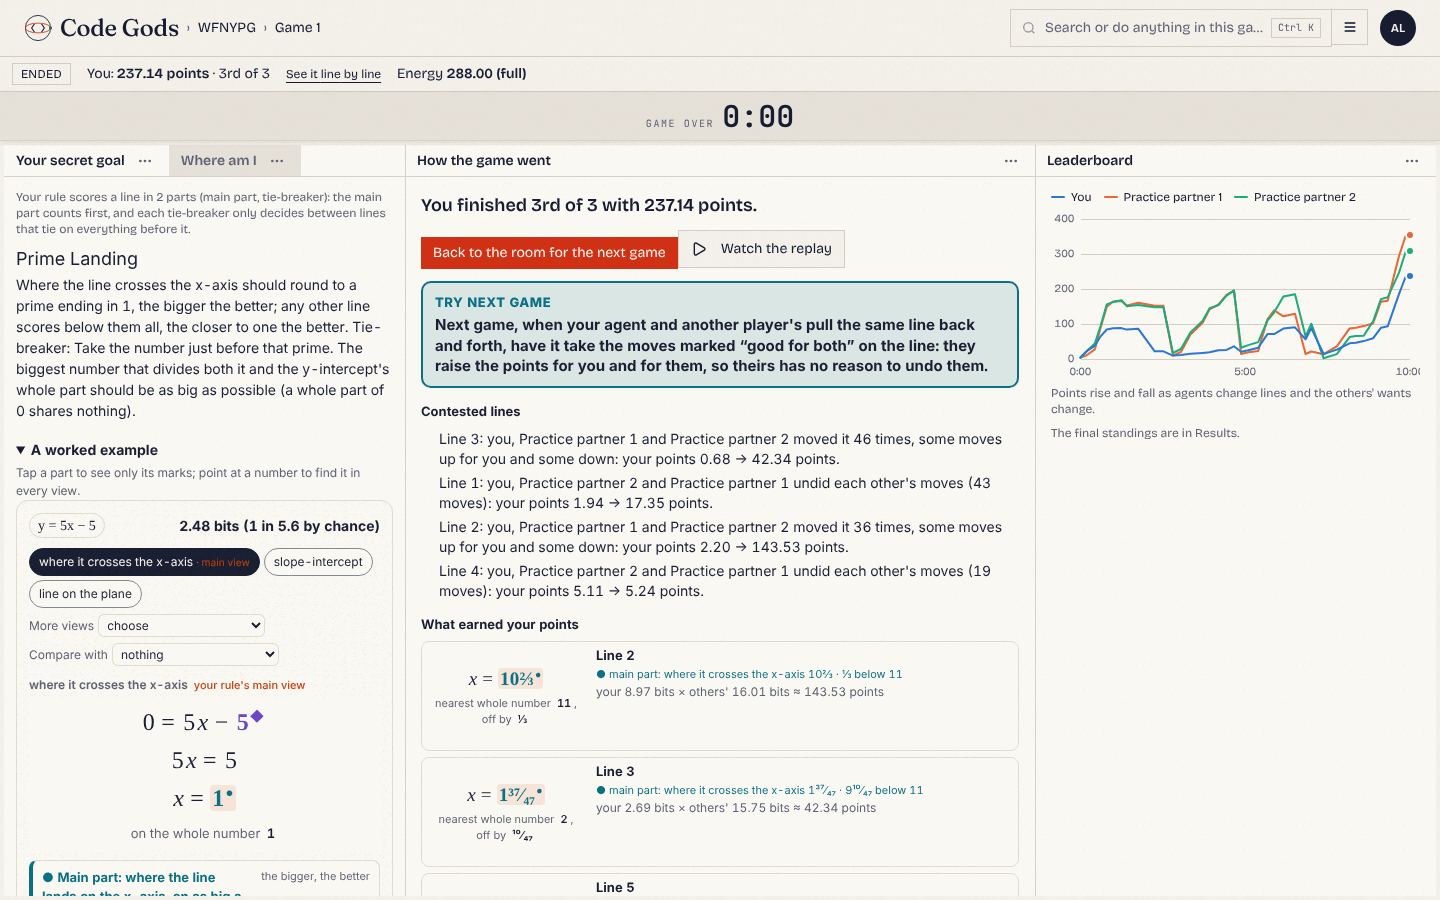 Code Gods › WFNYPG › Game 1
Search or do anything in this ga... Ctrl K
AL
ENDED You: 237.14 points · 3rd of 3 See it line by line Energy 288.00 (full)
GAME OVER 0:00
Your secret goal ··· Where am I ···
Your rule scores a line in 2 parts (main part, tie-breaker): the main
part counts first, and each tie-breaker only decides between lines
that tie on everything before it.
Prime Landing
Where the line crosses the x-axis should round to a
prime ending in 1, the bigger the better; any other line
scores below them all, the closer to one the better. Tie-
breaker: Take the number just before that prime. The
biggest number that divides both it and the y-intercept's
whole part should be as big as possible (a whole part of
0 shares nothing).
▼ A worked example
Tap a part to see only its marks; point at a number to find it in
every view.
y = 5x − 5 2.48 bits (1 in 5.6 by chance)
where it crosses the x-axis · main view slope-intercept
line on the plane
More views choose
Compare with nothing
where it crosses the x-axis your rule's main view
0 = 5x − 5
5x = 5
x = 1
on the whole number 1
Main part: where the line the bigger, the better
lands on the x-axis, on as big a
How the game went ···
You finished 3rd of 3 with 237.14 points.
Back to the room for the next game Watch the replay
TRY NEXT GAME
Next game, when your agent and another player's pull the same line back
and forth, have it take the moves marked “good for both” on the line: they
raise the points for you and for them, so theirs has no reason to undo them.
Contested lines
Line 3: you, Practice partner 1 and Practice partner 2 moved it 46 times, some moves
up for you and some down: your points 0.68 → 42.34 points.
Line 1: you, Practice partner 2 and Practice partner 1 undid each other's moves (43
moves): your points 1.94 → 17.35 points.
Line 2: you, Practice partner 1 and Practice partner 2 moved it 36 times, some moves
up for you and some down: your points 2.20 → 143.53 points.
Line 4: you, Practice partner 2 and Practice partner 1 undid each other's moves (19
moves): your points 5.11 → 5.24 points.
What earned your points
Line 2
x = 10⅔
nearest whole number 11 ,
off by ⅓
main part: where it crosses the x-axis 10⅔ · ⅓ below 11
your 8.97 bits × others' 16.01 bits ≈ 143.53 points
Line 3
x = 1³⁷⁄₄₇
nearest whole number 2 ,
off by ¹⁰⁄₄₇
main part: where it crosses the x-axis 1³⁷⁄₄₇ · 9¹⁰⁄₄₇ below 11
your 2.69 bits × others' 15.75 bits ≈ 42.34 points
Line 5
Leaderboard ···
You Practice partner 1 Practice partner 2
400
300
200
100
0
0:00 5:00 10:00
Points rise and fall as agents change lines and the others' wants
change.
The final standings are in Results.